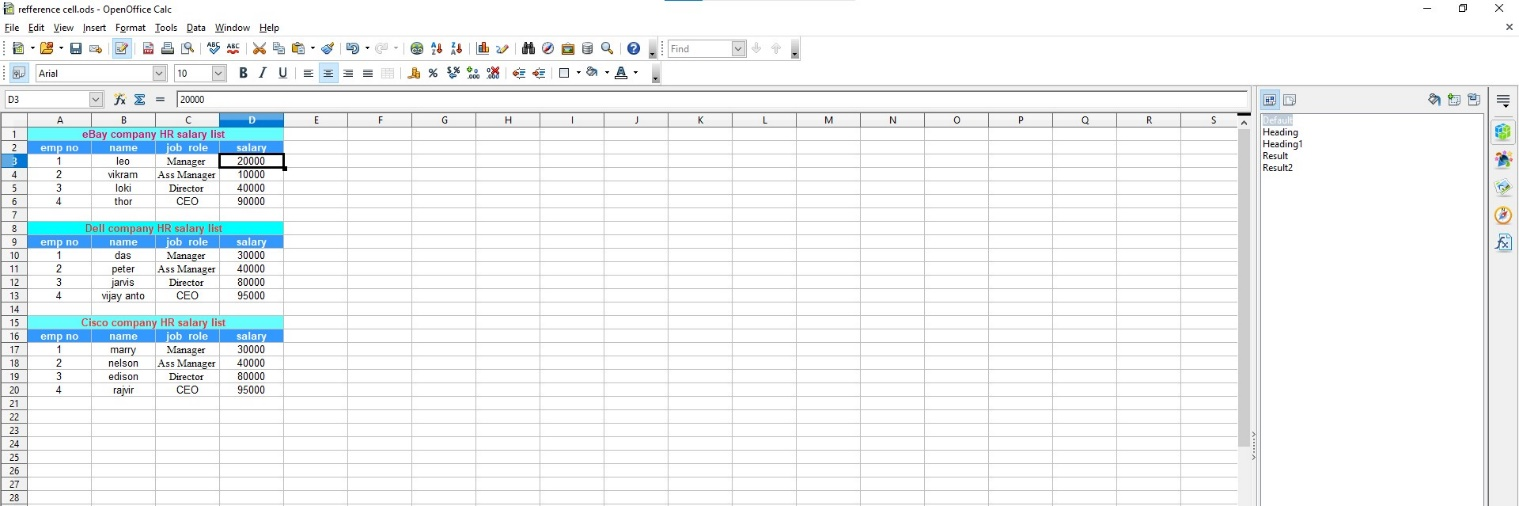 refference cell.ods - OpenOffice Calc
File Edit View Insert Format Tools Data Window Help
Find
Arial 10 B I U
D3 = 20000
A B C D E F G H I J K L M N O P Q R S
1 eBay company HR salary list
2 emp no name job role salary
3 1 leo Manager 20000
4 2 vikram Ass Manager 10000
5 3 loki Director 40000
6 4 thor CEO 90000
7
8 Dell company HR salary list
9 emp no name job role salary
10 1 das Manager 30000
11 2 peter Ass Manager 40000
12 3 jarvis Director 80000
13 4 vijay anto CEO 95000
14
15 Cisco company HR salary list
16 emp no name job role salary
17 1 marry Manager 30000
18 2 nelson Ass Manager 40000
19 3 edison Director 80000
20 4 rajvir CEO 95000
21
22
23
24
25
26
27
28
Default
Heading
Heading1
Result
Result2